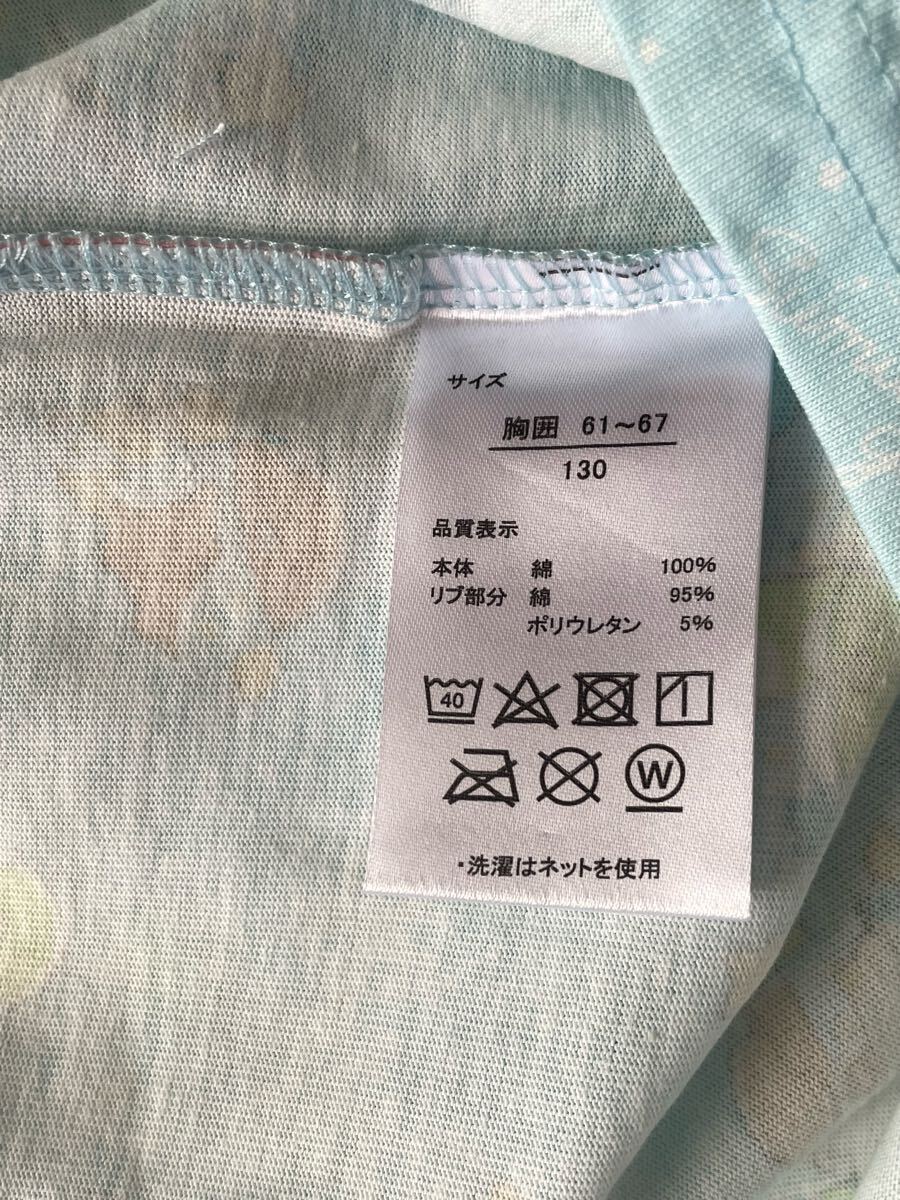 サイズ
胸囲 61～67
130
品質表示
本体 綿 100%
リブ部分 綿 95%
ポリウレタン 5%
40
W
・洗濯はネットを使用